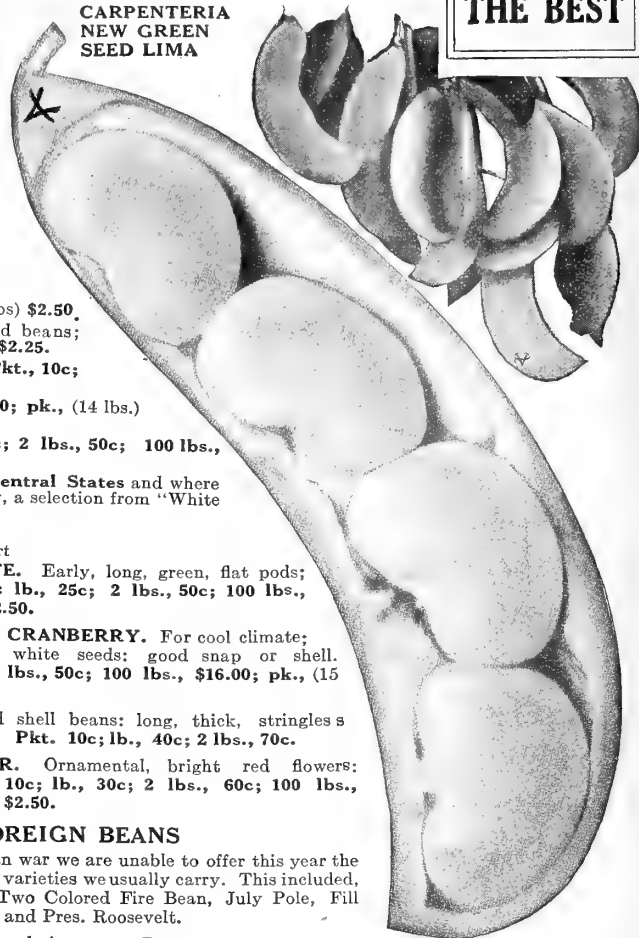 CARPENTERIA
NEW GREEN
SEED LIMA
THE BEST
$2.50
d beans;
$2.25.
kt., 10c;
0; pk., (14 lbs.)
; 2 lbs., 50c; 100 lbs.,
entral States and where
, a selection from "White
rt
E. Early, long, green, flat pods;
lb., 25c; 2 lbs., 50c; 100 lbs.,
2.50.
CRANBERRY. For cool climate;
white seeds: good snap or shell.
lbs., 50c; 100 lbs., $16.00; pk., (15
shell beans: long, thick, stringless
Pkt. 10c; lb., 40c; 2 lbs., 70c.
R. Ornamental, bright red flowers:
10c; lb., 30c; 2 lbs., 60c; 100 lbs.,
$2.50.
OREIGN BEANS
n war we are unable to offer this year the
varieties we usually carry. This included,
Two Colored Fire Bean, July Pole, Fill
and Pres. Roosevelt.